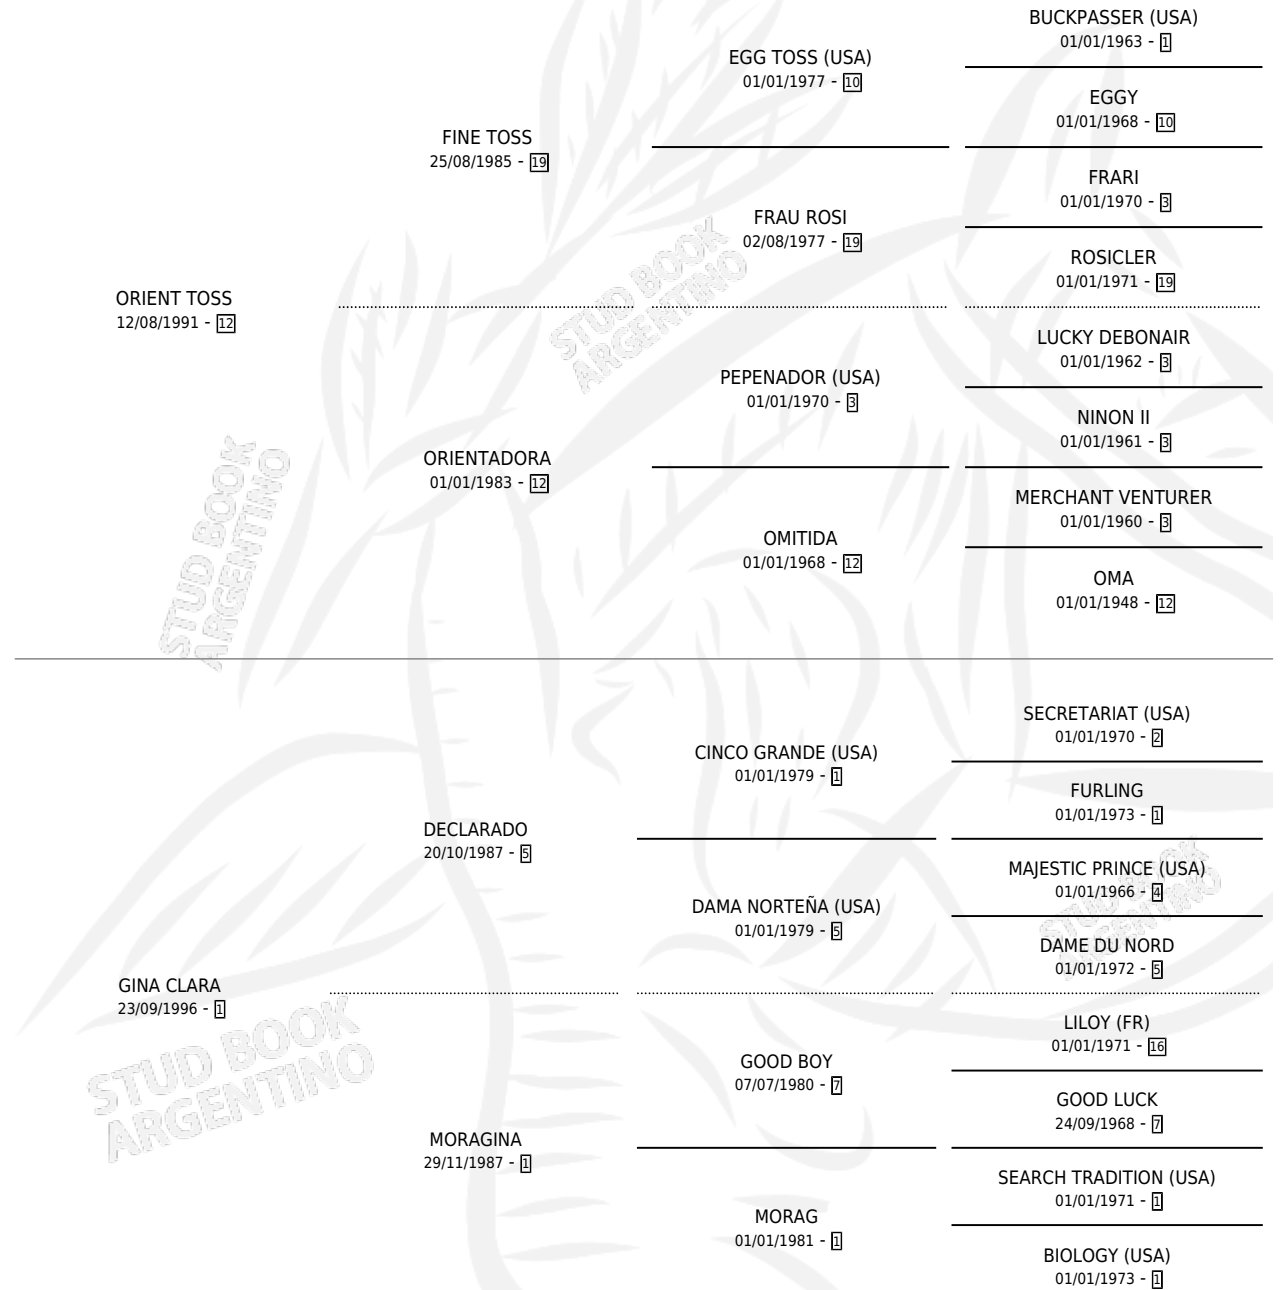 BUCKPASSER (USA)
01/01/1963 - 1
EGG TOSS (USA)
01/01/1977 - 10
EGGY
01/01/1968 - 10
FINE TOSS
25/08/1985 - 19
FRARI
01/01/1970 - 3
FRAU ROSI
02/08/1977 - 19
ROSICLER
01/01/1971 - 19
ORIENT TOSS
12/08/1991 - 12
LUCKY DEBONAIR
01/01/1962 - 3
PEPENADOR (USA)
01/01/1970 - 3
NINON II
01/01/1961 - 3
ORIENTADORA
01/01/1983 - 12
MERCHANT VENTURER
01/01/1960 - 3
OMITIDA
01/01/1968 - 12
OMA
01/01/1948 - 12
SECRETARIAT (USA)
01/01/1970 - 2
CINCO GRANDE (USA)
01/01/1979 - 1
FURLING
01/01/1973 - 1
DECLARADO
20/10/1987 - 5
MAJESTIC PRINCE (USA)
01/01/1966 - 4
DAMA NORTEÑA (USA)
01/01/1979 - 5
DAME DU NORD
01/01/1972 - 5
GINA CLARA
23/09/1996 - 1
LILOY (FR)
01/01/1971 - 16
GOOD BOY
07/07/1980 - 7
GOOD LUCK
24/09/1968 - 7
MORAGINA
29/11/1987 - 1
SEARCH TRADITION (USA)
01/01/1971 - 1
MORAG
01/01/1981 - 1
BIOLOGY (USA)
01/01/1973 - 1
STUD BOOK
ARGENTINO
STUD BOOK
ARGENTINO
STUD BOOK
ARGENTINO
STUD BOOK
ARGENTINO